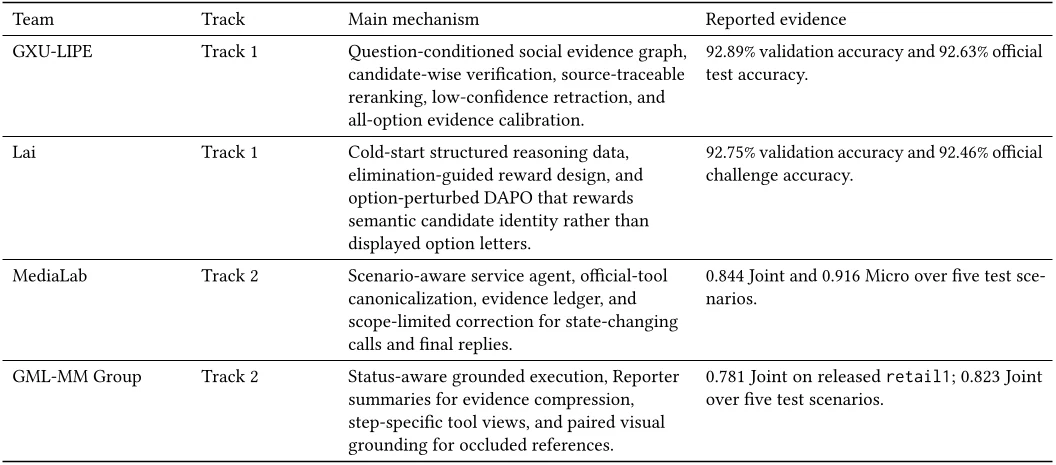 Team Track Main mechanism Reported evidence
GXU-LIPE Track 1 Question-conditioned social evidence graph, 92.89% validation accuracy and 92.63% official
candidate-wise verification, source-traceable test accuracy.
reranking, low-confidence retraction, and
all-option evidence calibration.
Lai Track 1 Cold-start structured reasoning data, 92.75% validation accuracy and 92.46% official
elimination-guided reward design, and challenge accuracy.
option-perturbed DAPO that rewards
semantic candidate identity rather than
displayed option letters.
MediaLab Track 2 Scenario-aware service agent, official-tool 0.844 Joint and 0.916 Micro over five test sce-
canonicalization, evidence ledger, and narios.
scope-limited correction for state-changing
calls and final replies.
GML-MM Group Track 2 Status-aware grounded execution, Reporter 0.781 Joint on released retail1; 0.823 Joint
summaries for evidence compression, over five test scenarios.
step-specific tool views, and paired visual
grounding for occluded references.